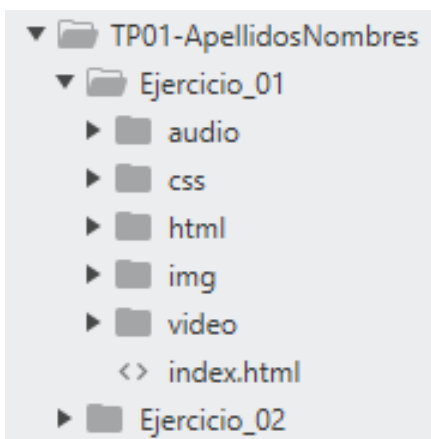 TP01-ApellidosNombres
Ejercicio_01
audio
css
html
img
video
<> index.html
Ejercicio_02